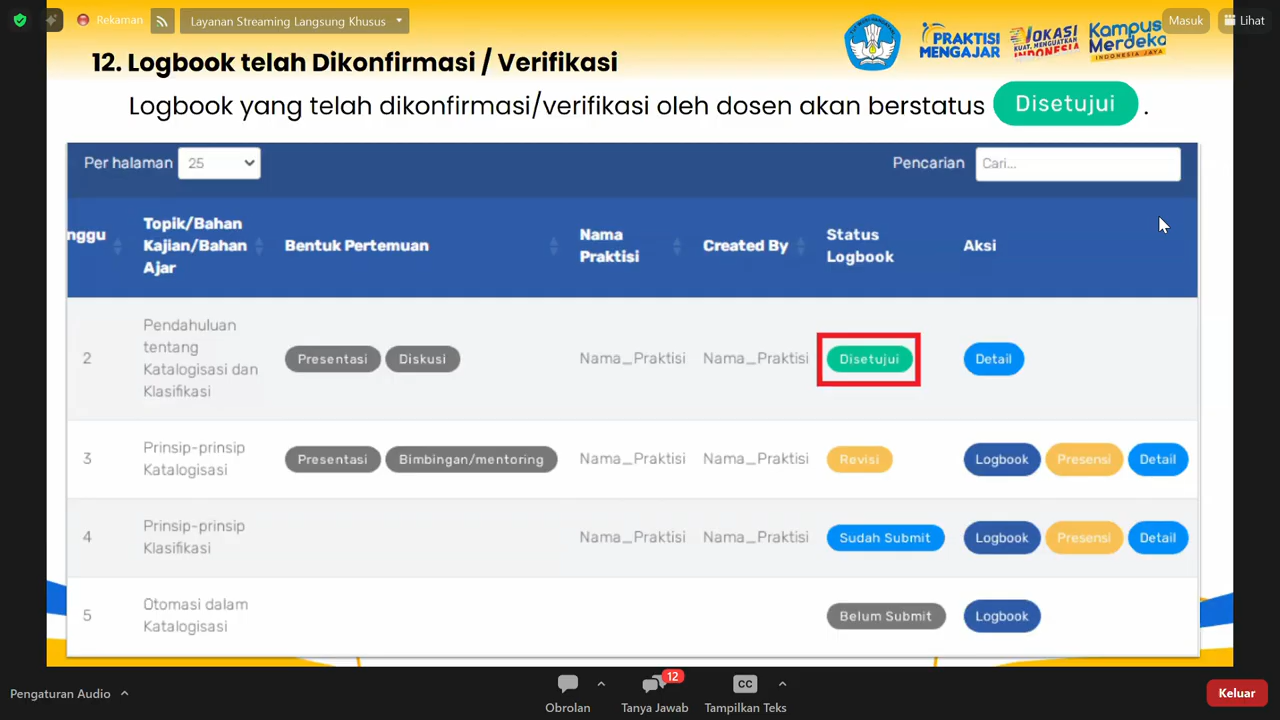 Rekaman
Layanan Streaming Langsung Khusus
Masuk
Lihat
PRAKTISI
MENGAJAR
VOKASI
KUAT, MENGUATKAN
INDONESIA
Kampus
Merdeka
INDONESIA JAYA
12. Logbook telah Dikonfirmasi / Verifikasi
Logbook yang telah dikonfirmasi/verifikasi oleh dosen akan berstatus Disetujui .
Per halaman 25
Pencarian Cari...
nggu
Topik/Bahan
Kajian/Bahan
Ajar
Bentuk Pertemuan
Nama
Praktisi
Created By
Status
Logbook
Aksi
2
Pendahuluan
tentang
Katalogisasi dan
Klasifikasi
Presentasi Diskusi
Nama_Praktisi
Nama_Praktisi
Disetujui
Detail
3
Prinsip-prinsip
Katalogisasi
Presentasi Bimbingan/mentoring
Nama_Praktisi
Nama_Praktisi
Revisi
Logbook Presensi Detail
4
Prinsip-prinsip
Klasifikasi
Nama_Praktisi
Nama_Praktisi
Sudah Submit
Logbook Presensi Detail
5
Otomasi dalam
Katalogisasi
Belum Submit
Logbook
Pengaturan Audio
Obrolan
12
Tanya Jawab
CC
Tampilkan Teks
Keluar